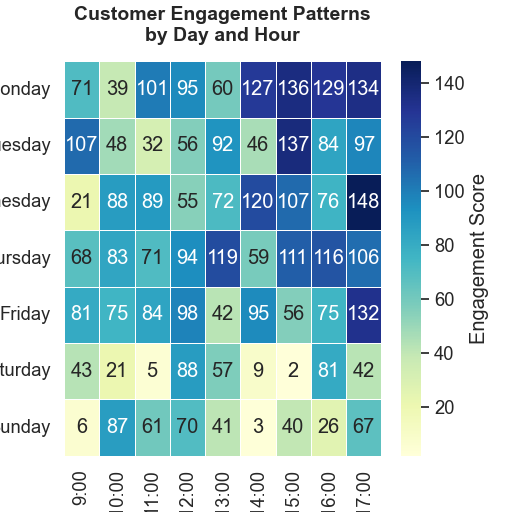 Customer Engagement Patterns
by Day and Hour
onday 71 39 101 95 60 127 136 129 134
esday 107 48 32 56 92 46 137 84 97
esday 21 88 89 55 72 120 107 76 148
ursday 68 83 71 94 119 59 111 116 106
Friday 81 75 84 98 42 95 56 75 132
turday 43 21 5 88 57 9 2 81 42
unday 6 87 61 70 41 3 40 26 67
9:00 10:00 11:00 12:00 13:00 14:00 15:00 16:00 17:00
140
120
100
80
60
40
20
Engagement Score